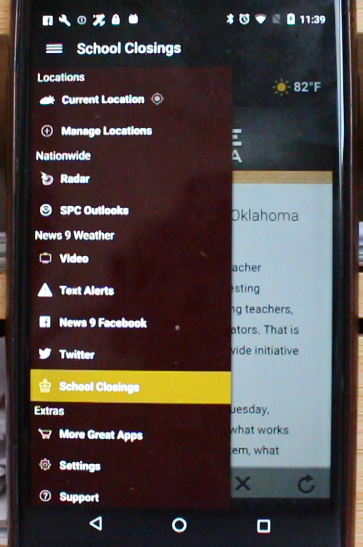 11:39
School Closings
Locations
Current Location
82°F
Manage Locations
E
A
Nationwide
Radar
SPC Outlooks
Oklahoma
News 9 Weather
Video
acher
Text Alerts
esting
ng teachers,
News 9 Facebook
ators. That is
Twitter
vide initiative
School Closings
Extras
uesday,
More Great Apps
what works
Settings
em, what
Support